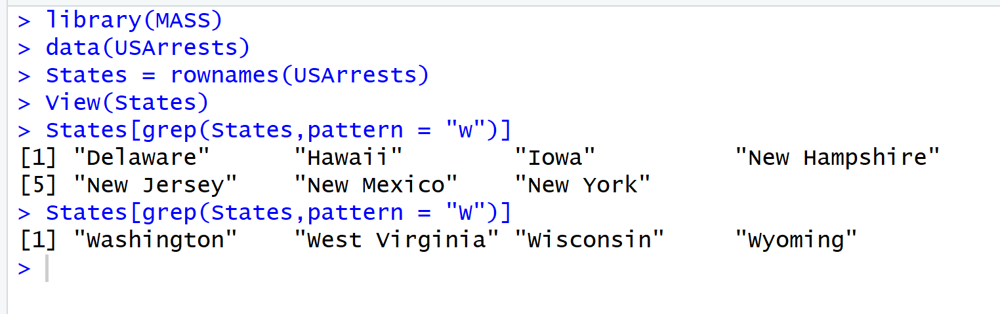 > library(MASS)
> data(USArrests)
> States = rownames(USArrests)
> View(States)
> States[grep(States,pattern = "w")]
[1] "Delaware"      "Hawaii"        "Iowa"          "New Hampshire"
[5] "New Jersey"    "New Mexico"    "New York"
> States[grep(States,pattern = "W")]
[1] "Washington"    "West Virginia" "Wisconsin"     "Wyoming"
>